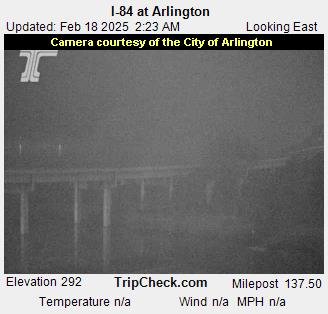 I-84 at Arlington
Updated: Feb 18 2025 2:23 AM Looking East
Camera courtesy of the City of Arlington
Elevation 292 TripCheck.com Milepost 137.50
Temperature n/a Wind n/a MPH n/a